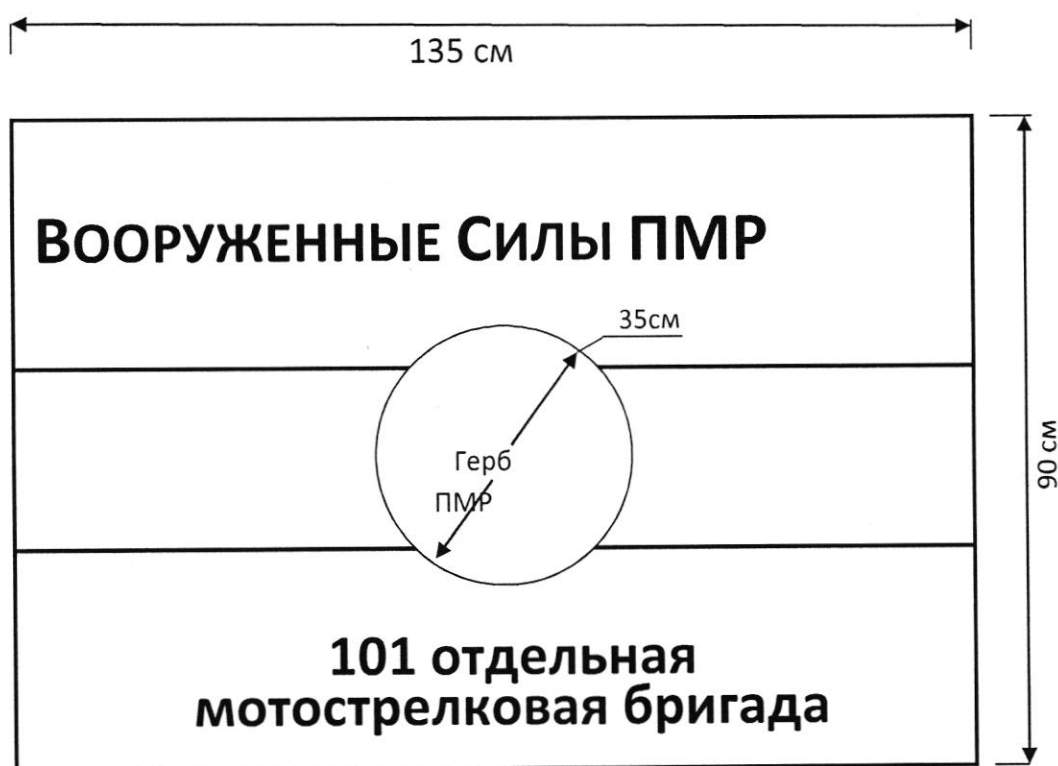 135 см
ВООРУЖЕННЫЕ СИЛЫ ПМР
35см
Герб
ПМР
90 см
101 отдельная
мотострелковая бригада